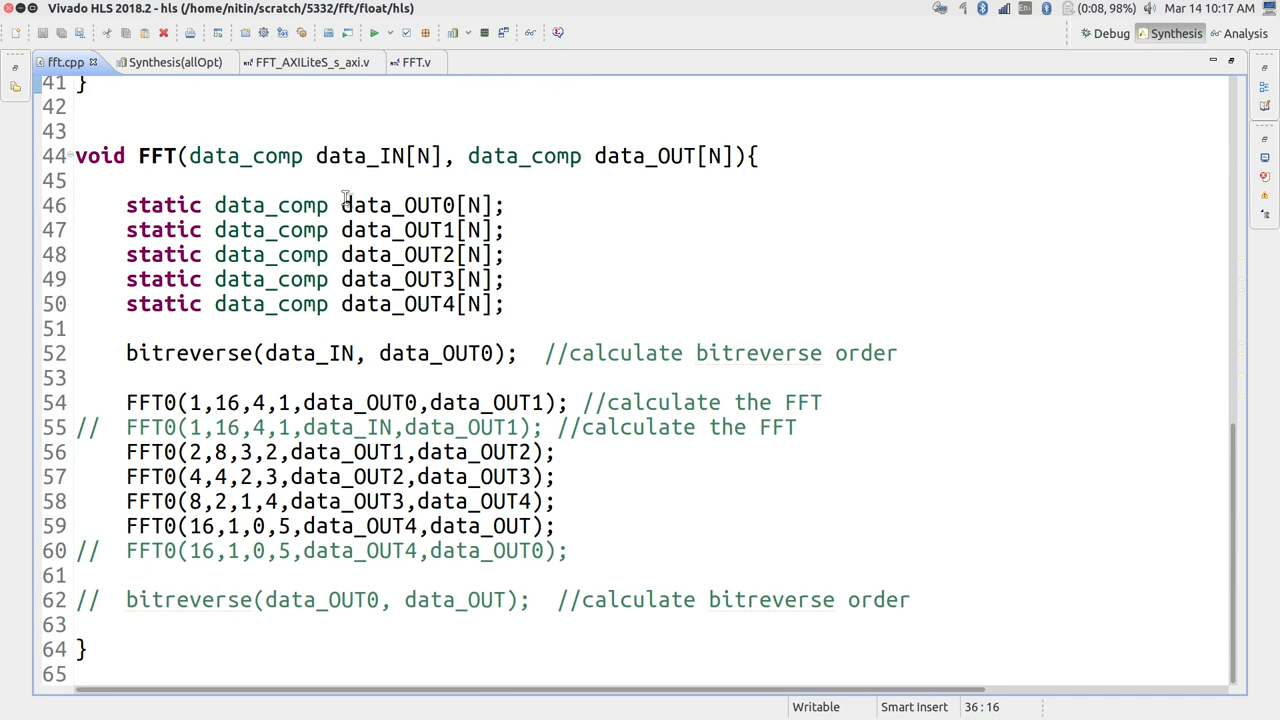 Vivado HLS 2018.2 - hls (/home/nitin/scratch/5332/fft/float/hls)
En
(0:08, 98%)
Mar 14 10:17 AM
Debug
Synthesis
Analysis
fft.cpp
Synthesis(allOpt)
FFT_AXILiteS_s_axi.v
FFT.v
41 }
42
43
44 void FFT(data_comp data_IN[N], data_comp data_OUT[N]){
45
46 static data_comp data_OUT0[N];
47 static data_comp data_OUT1[N];
48 static data_comp data_OUT2[N];
49 static data_comp data_OUT3[N];
50 static data_comp data_OUT4[N];
51
52 bitreverse(data_IN, data_OUT0); //calculate bitreverse order
53
54 FFT0(1,16,4,1,data_OUT0,data_OUT1); //calculate the FFT
55 // FFT0(1,16,4,1,data_IN,data_OUT1); //calculate the FFT
56 FFT0(2,8,3,2,data_OUT1,data_OUT2);
57 FFT0(4,4,2,3,data_OUT2,data_OUT3);
58 FFT0(8,2,1,4,data_OUT3,data_OUT4);
59 FFT0(16,1,0,5,data_OUT4,data_OUT);
60 // FFT0(16,1,0,5,data_OUT4,data_OUT0);
61
62 // bitreverse(data_OUT0, data_OUT); //calculate bitreverse order
63
64 }
65
Writable
Smart Insert
36 : 16